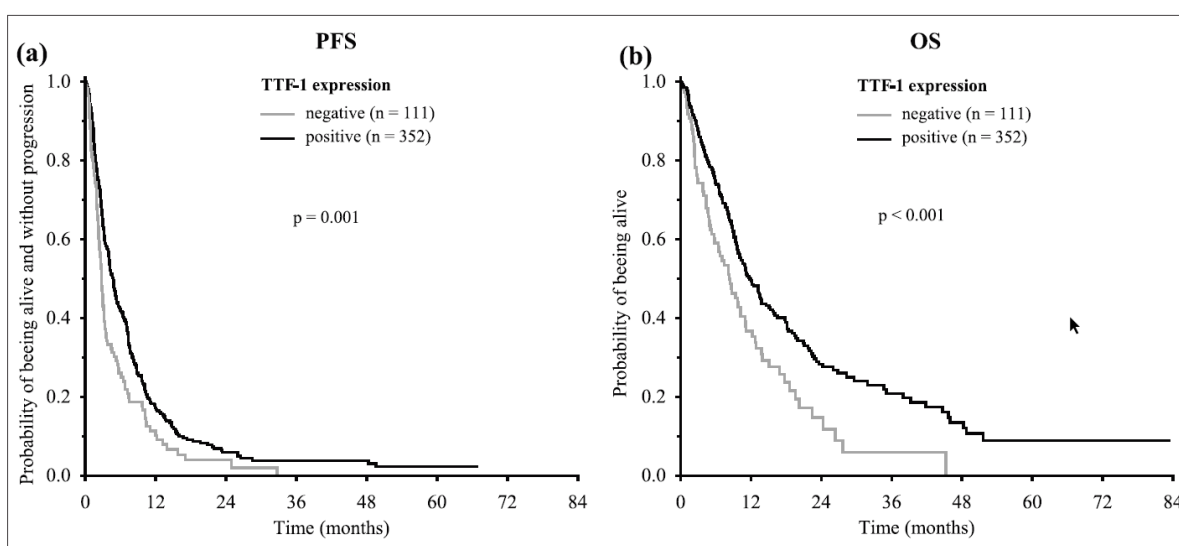 (a)
PFS
TTF-1 expression
negative (n = 111)
positive (n = 352)
p = 0.001
Probability of beeing alive and without progression
1.0
0.8
0.6
0.4
0.2
0.0
0 12 24 36 48 60 72 84
Time (months)
(b)
OS
TTF-1 expression
negative (n = 111)
positive (n = 352)
p < 0.001
Probability of beeing alive
1.0
0.8
0.6
0.4
0.2
0.0
0 12 24 36 48 60 72 84
Time (months)